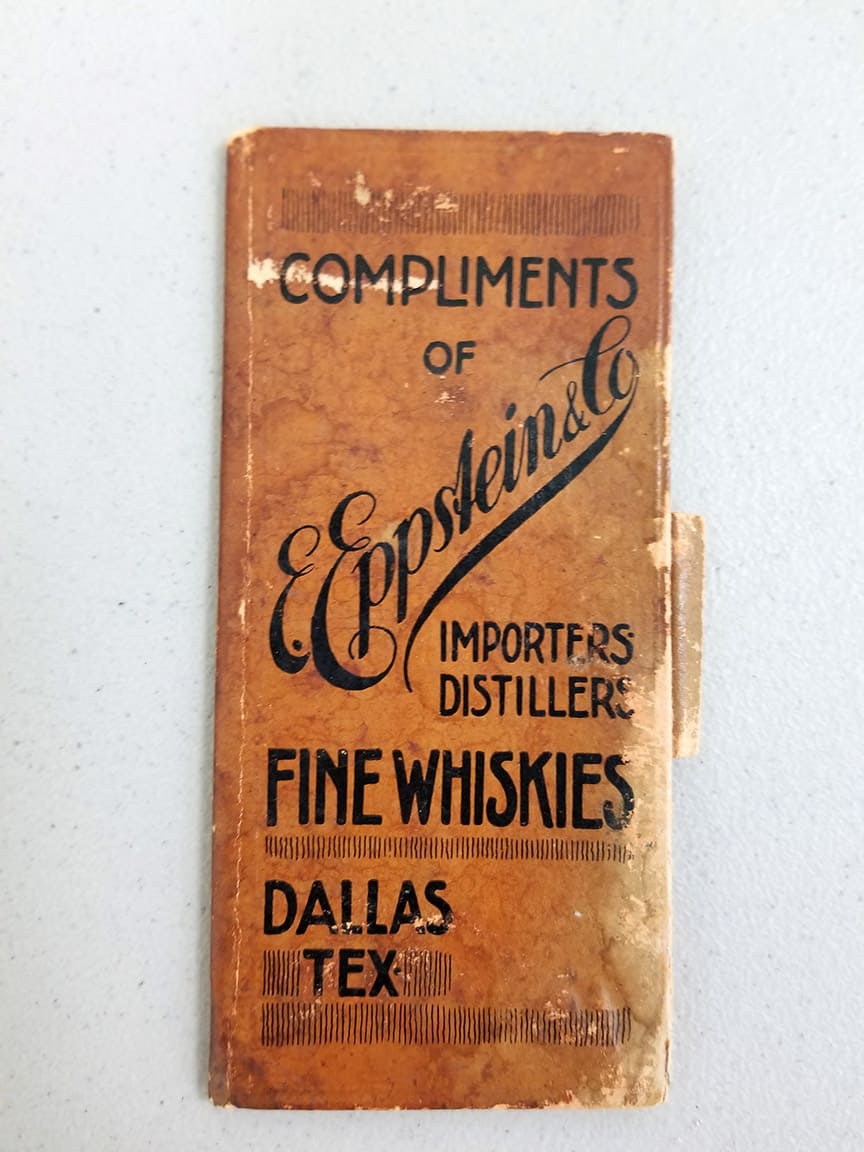 COMPLIMENTS
OF
E. Eppstein & Co
IMPORTERS
DISTILLERS
FINE WHISKIES
DALLAS
TEX.